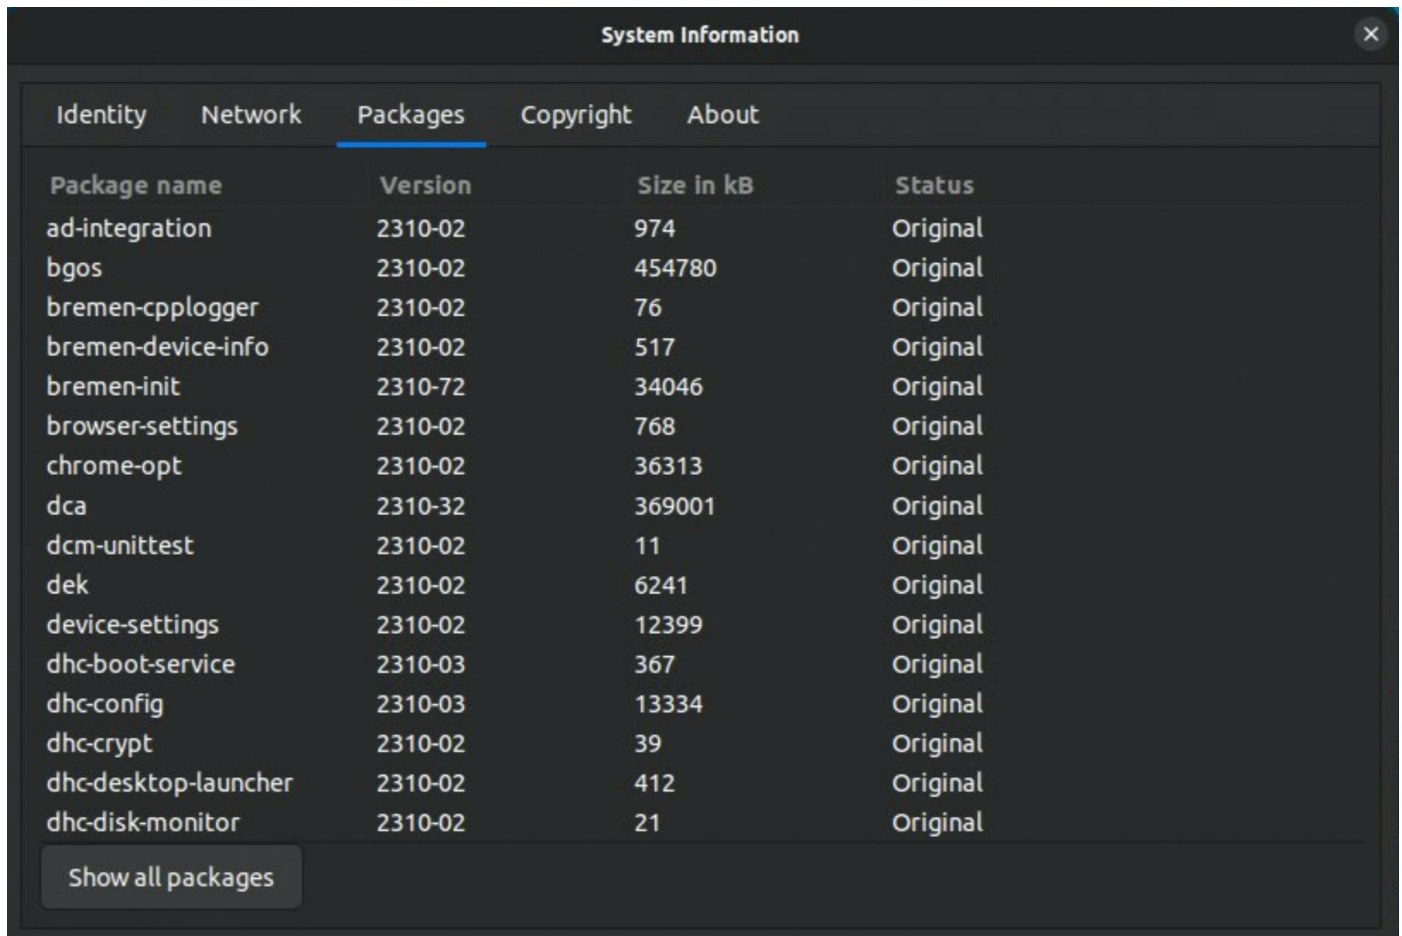 System Information
Identity Network Packages Copyright About
Package name Version Size in kB Status
ad-integration 2310-02 974 Original
bgos 2310-02 454780 Original
bremen-cpplogger 2310-02 76 Original
bremen-device-info 2310-02 517 Original
bremen-init 2310-72 34046 Original
browser-settings 2310-02 768 Original
chrome-opt 2310-02 36313 Original
dca 2310-32 369001 Original
dcm-unittest 2310-02 11 Original
dek 2310-02 6241 Original
device-settings 2310-02 12399 Original
dhc-boot-service 2310-03 367 Original
dhc-config 2310-03 13334 Original
dhc-crypt 2310-02 39 Original
dhc-desktop-launcher 2310-02 412 Original
dhc-disk-monitor 2310-02 21 Original
Show all packages